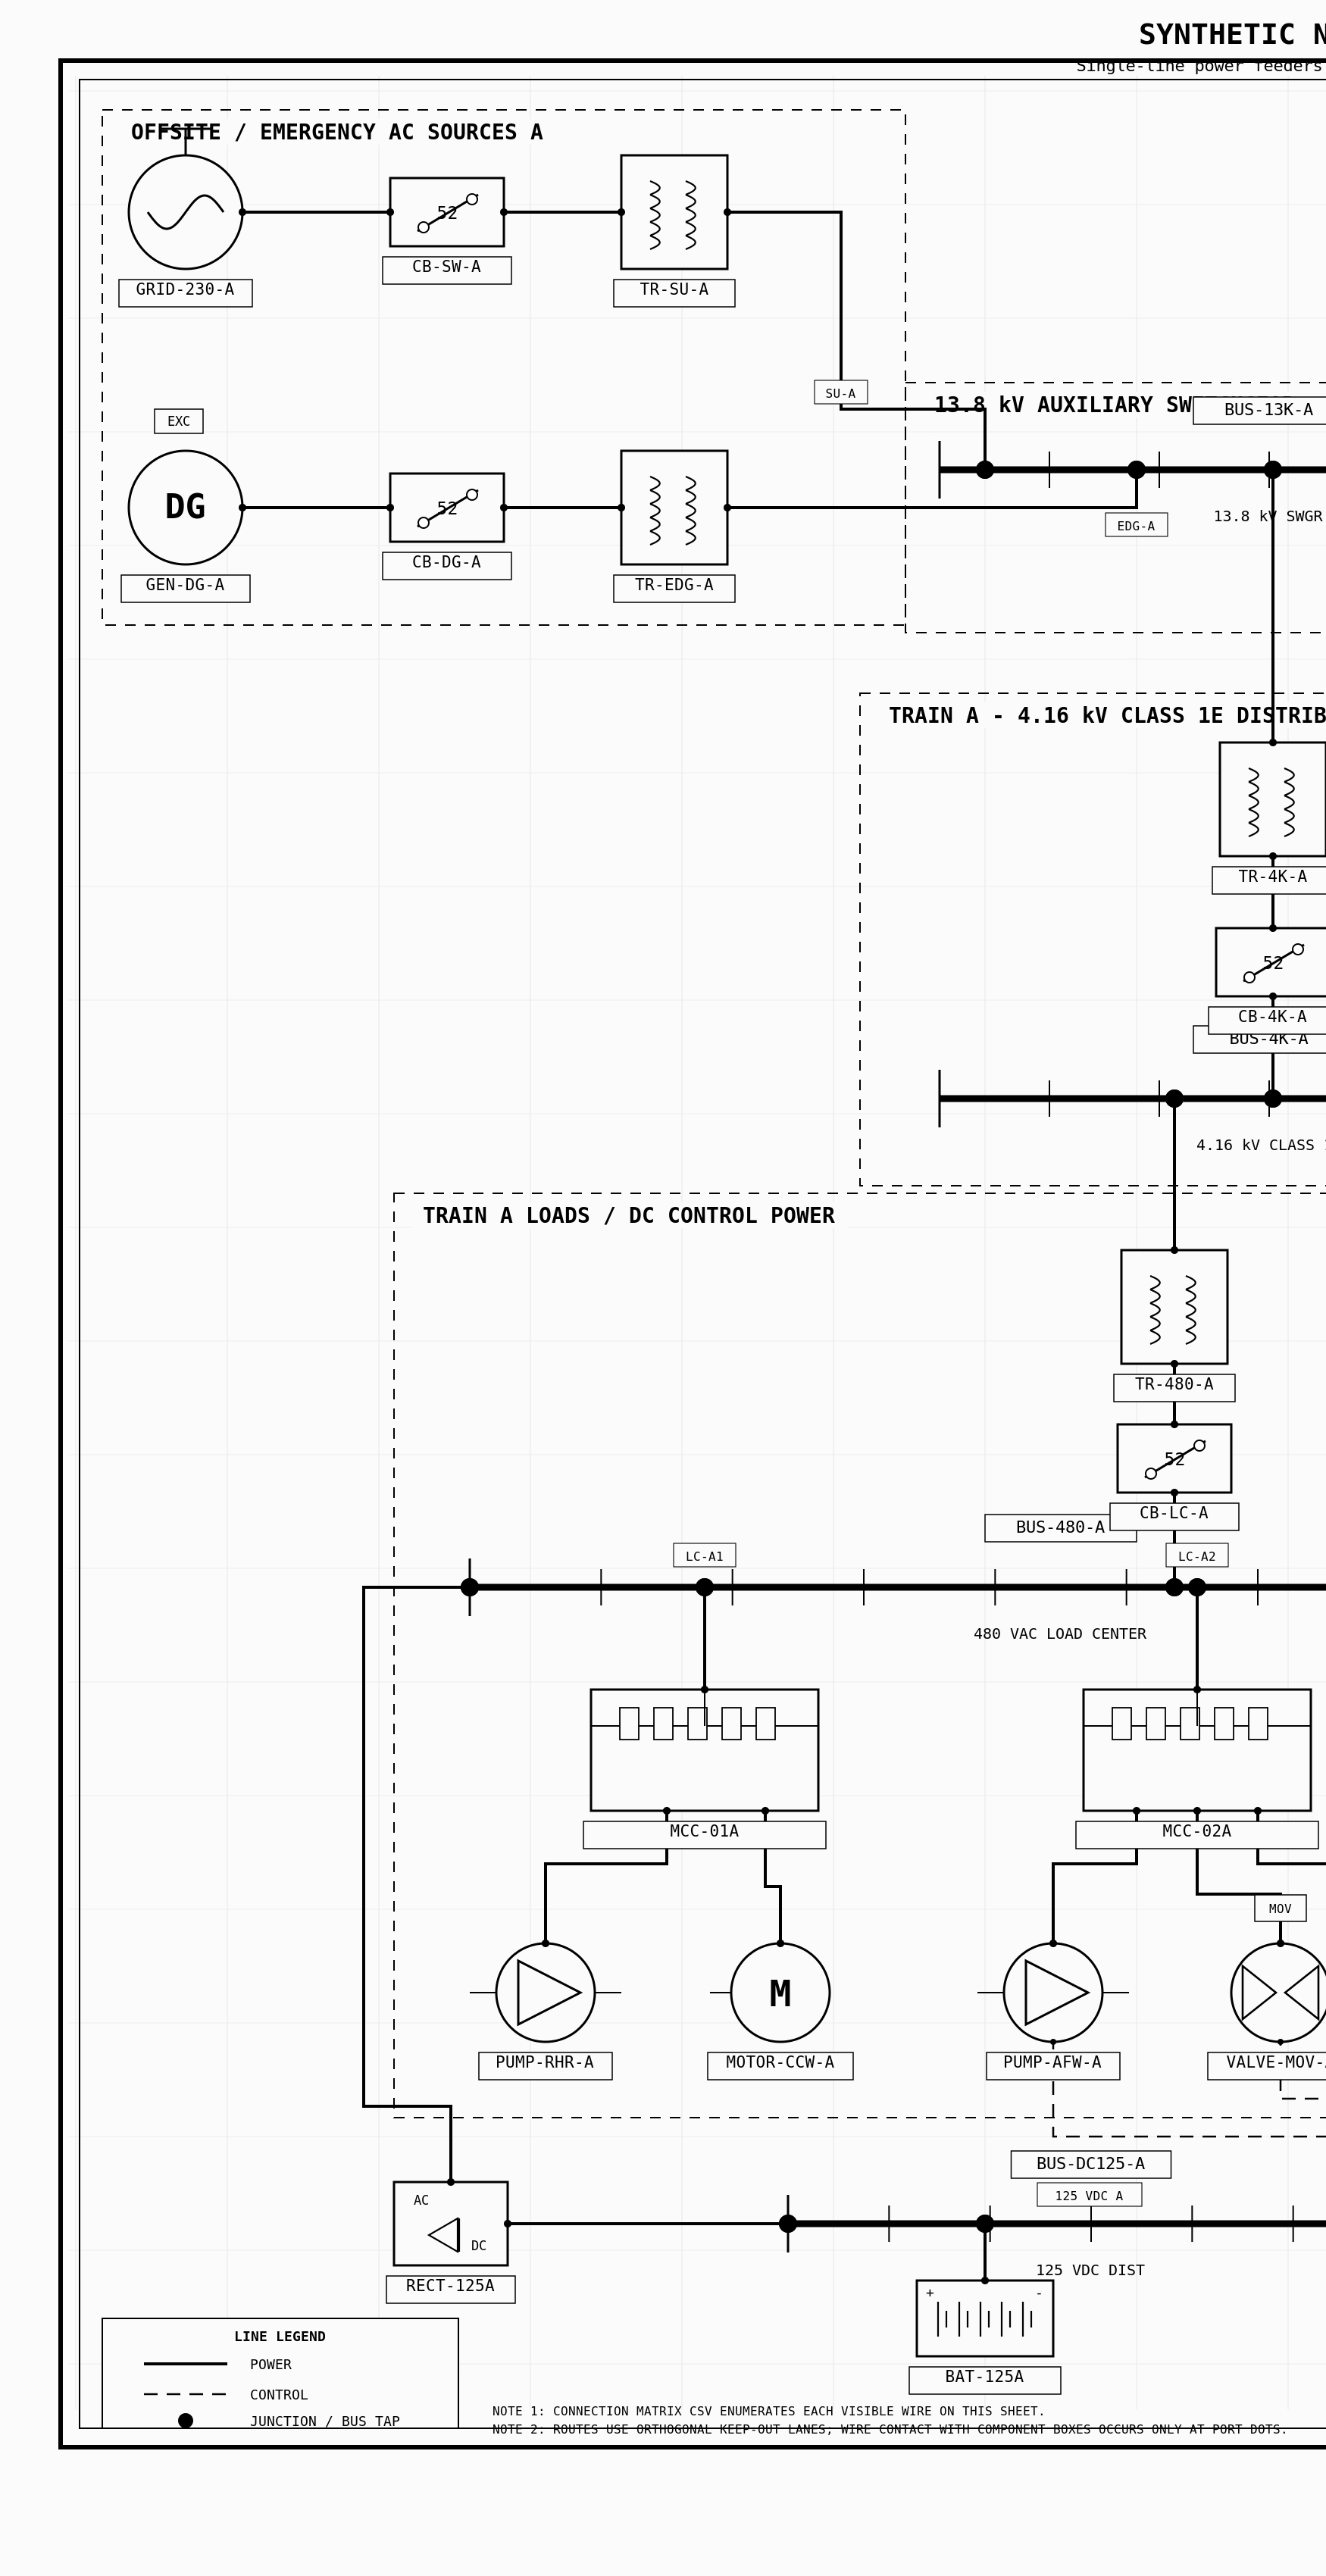 SYNTHETIC N
Single-line power feeders
OFFSITE / EMERGENCY AC SOURCES A
52
CB-SW-A
GRID-230-A
TR-SU-A
SU-A
13.8 kV AUXILIARY SW
BUS-13K-A
EXC
DG
52
EDG-A
13.8 kV SWGR
CB-DG-A
GEN-DG-A
TR-EDG-A
TRAIN A - 4.16 kV CLASS 1E DISTRIB
TR-4K-A
52
CB-4K-A
BUS-4K-A
4.16 kV CLASS
TRAIN A LOADS / DC CONTROL POWER
TR-480-A
52
CB-LC-A
BUS-480-A
LC-A1
LC-A2
480 VAC LOAD CENTER
MCC-01A
MCC-02A
MOV
M
PUMP-RHR-A
MOTOR-CCW-A
PUMP-AFW-A
VALVE-MOV-
BUS-DC125-A
125 VDC A
AC
DC
125 VDC DIST
RECT-125A
+ -
BAT-125A
LINE LEGEND
POWER
CONTROL
JUNCTION / BUS TAP
NOTE 1: CONNECTION MATRIX CSV ENUMERATES EACH VISIBLE WIRE ON THIS SHEET.
NOTE 2: ROUTES USE ORTHOGONAL KEEP-OUT LANES; WIRE CONTACT WITH COMPONENT BOXES OCCURS ONLY AT PORT DOTS.